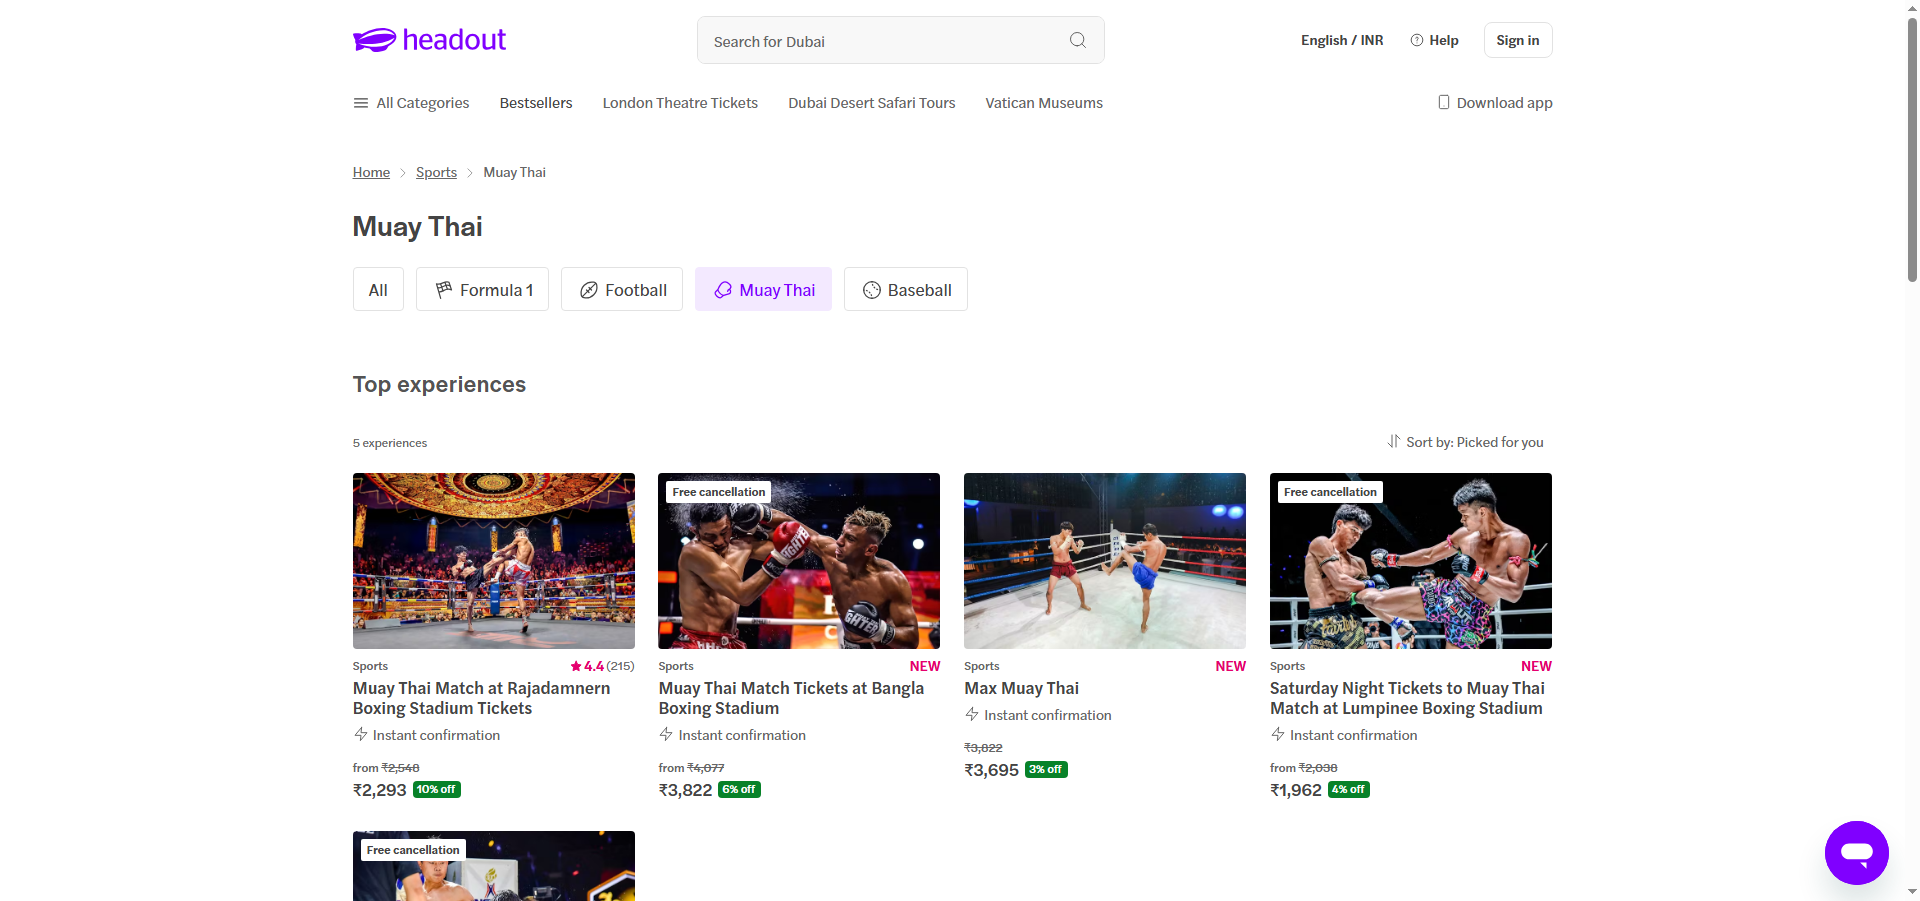 headout
Search for Dubai
English / INR
Help
Sign in
All Categories
Bestsellers
London Theatre Tickets
Dubai Desert Safari Tours
Vatican Museums
Download app
Home
Sports
Muay Thai
Muay Thai
All
Formula 1
Football
Muay Thai
Baseball
Top experiences
5 experiences
Sort by: Picked for you
Sports
4.4 (215)
Muay Thai Match at Rajadamnern
Boxing Stadium Tickets
Instant confirmation
from ₹2,548
₹2,293 10% off
Free cancellation
Sports
NEW
Muay Thai Match Tickets at Bangla
Boxing Stadium
Instant confirmation
from ₹4,077
₹3,822 6% off
Sports
NEW
Max Muay Thai
Instant confirmation
₹3,822
₹3,695 3% off
Free cancellation
Sports
NEW
Saturday Night Tickets to Muay Thai
Match at Lumpinee Boxing Stadium
Instant confirmation
from ₹2,038
₹1,962 4% off
Free cancellation